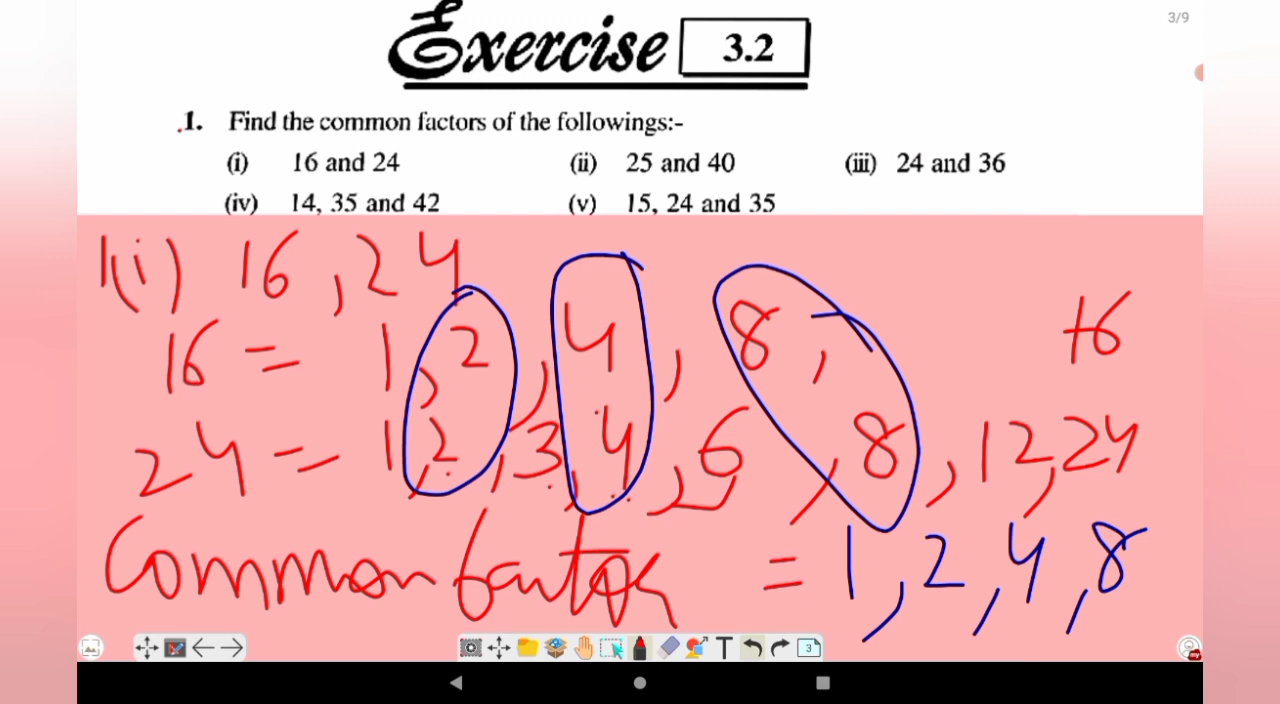 3/9
Exercise 3.2
1. Find the common factors of the followings:-
(i) 16 and 24 (ii) 25 and 40 (iii) 24 and 36
(iv) 14, 35 and 42 (v) 15, 24 and 35
1(i) 16, 24
16 = 1, 2, 4, 8, 16
24 = 1, 2, 3, 4, 6, 8, 12, 24
Common factor = 1, 2, 4, 8
T 3